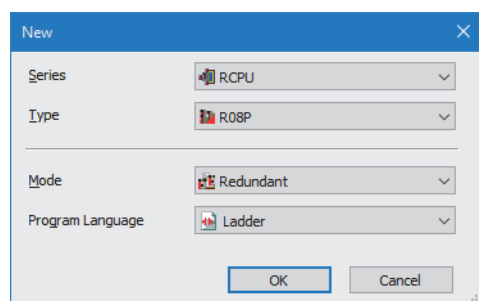 New
Series RCPU
Type R08P
Mode Redundant
Program Language Ladder
OK Cancel